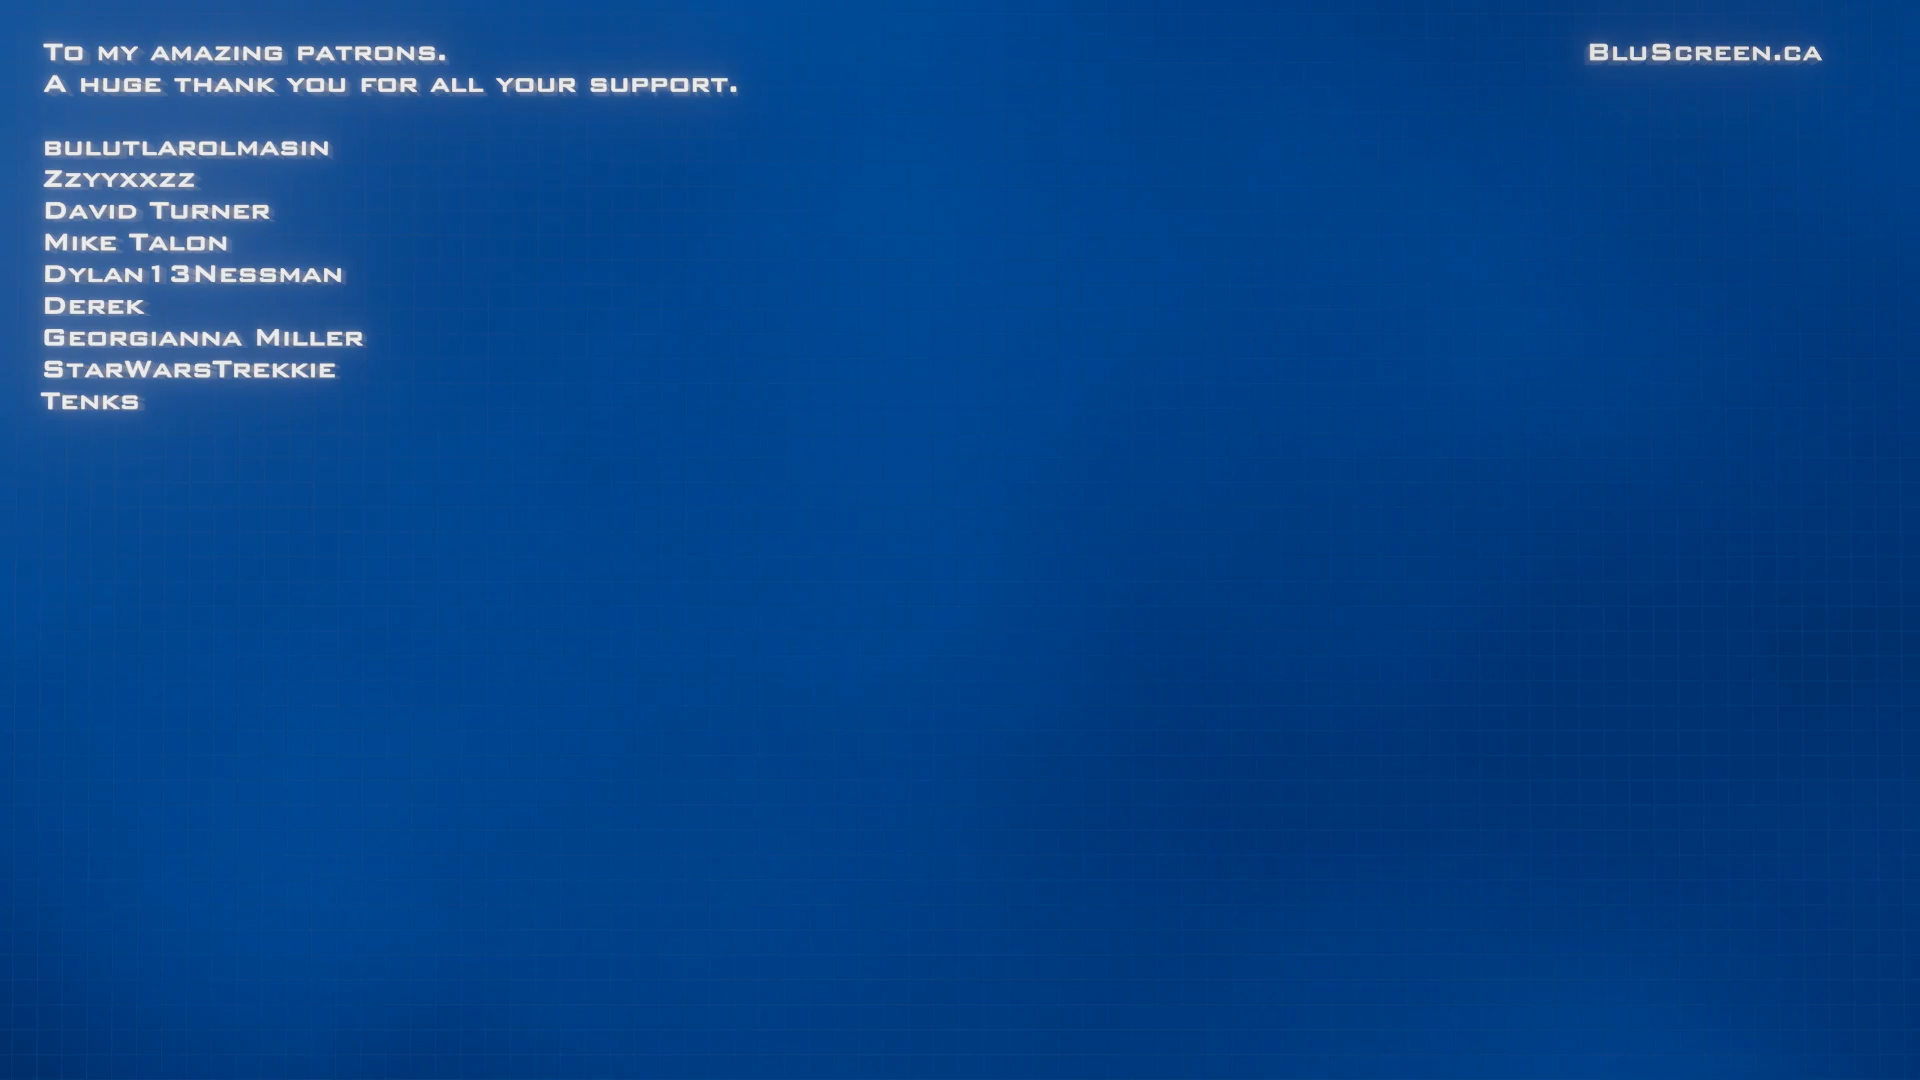 To my amazing patrons.
A huge thank you for all your support.
BluScreen.ca
bulutlarolmasin
Zzyyxxzz
David Turner
Mike Talon
Dylan13Nessman
Derek
Georgianna Miller
StarWarsTrekkie
Tenks